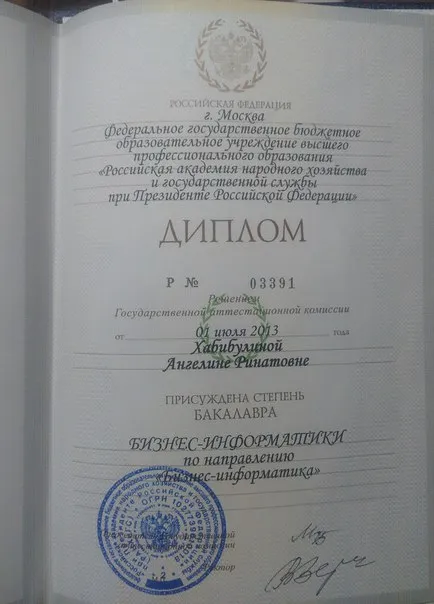 РОССИЙСКАЯ ФЕДЕРАЦИЯ
г. Москва
Федеральное государственное бюджетное
образовательное учреждение высшего
профессионального образования
«Российская академия народного хозяйства
и государственной службы
при Президенте Российской Федерации»
ДИПЛОМ
Р № 03391
Решением
Государственной аттестационной комиссии
от 01 июля 2013 года
Хабибулиной
Ангелине Ринатовне
ПРИСУЖДЕНА СТЕПЕНЬ
БАКАЛАВРА
БИЗНЕС-ИНФОРМАТИКИ
по направлению
«Бизнес-информатика»